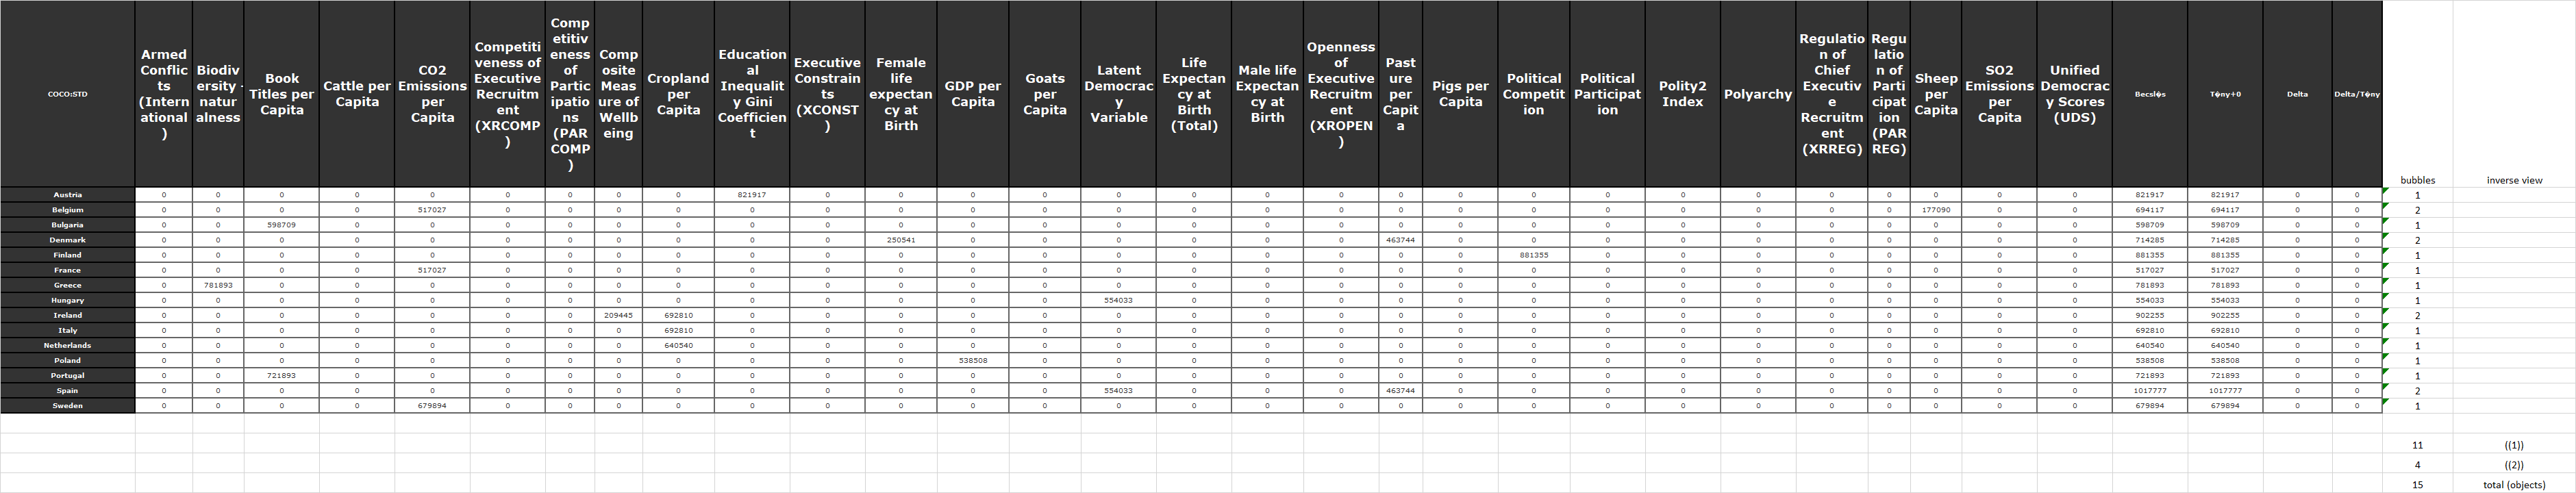 COCO:STD
Armed Conflicts (International)
Biodiversity - naturalness
Book Titles per Capita
Cattle per Capita
CO2 Emissions per Capita
Competitiveness of Executive Recruitment (XRCOMP)
Competitiveness of Participations (PARCOMP)
Composite Measure of Wellbeing
Cropland per Capita
Educational Inequality Gini Coefficient
Executive Constraints (XCONST)
Female life expectancy at Birth
GDP per Capita
Goats per Capita
Latent Democracy Variable
Life Expectancy at Birth (Total)
Male life Expectancy at Birth
Openness of Executive Recruitment (XROPEN)
Pasture per Capita
Pigs per Capita
Political Competition
Political Participation
Polity2 Index
Polyarchy
Regulation of Chief Executive Recruitment (XRREG)
Regulation of Participation (PARREG)
Sheep per Capita
SO2 Emissions per Capita
Unified Democracy Scores (UDS)
Becsl�s
T�ny+0
Delta
Delta/T�ny
bubbles
inverse view
Austria 0 0 0 0 0 0 0 0 0 821917 0 0 0 0 0 0 0 0 0 0 0 0 0 0 0 0 0 0 0 821917 821917 0 0 1
Belgium 0 0 0 0 517027 0 0 0 0 0 0 0 0 0 0 0 0 0 0 0 0 0 0 0 0 0 177090 0 0 694117 694117 0 0 2
Bulgaria 0 0 598709 0 0 0 0 0 0 0 0 0 0 0 0 0 0 0 0 0 0 0 0 0 0 0 0 0 0 598709 598709 0 0 1
Denmark 0 0 0 0 0 0 0 0 0 0 0 250541 0 0 0 0 0 0 463744 0 0 0 0 0 0 0 0 0 0 714285 714285 0 0 2
Finland 0 0 0 0 0 0 0 0 0 0 0 0 0 0 0 0 0 0 0 0 881355 0 0 0 0 0 0 0 0 881355 881355 0 0 1
France 0 0 0 0 517027 0 0 0 0 0 0 0 0 0 0 0 0 0 0 0 0 0 0 0 0 0 0 0 0 517027 517027 0 0 1
Greece 0 781893 0 0 0 0 0 0 0 0 0 0 0 0 0 0 0 0 0 0 0 0 0 0 0 0 0 0 0 781893 781893 0 0 1
Hungary 0 0 0 0 0 0 0 0 0 0 0 0 0 0 554033 0 0 0 0 0 0 0 0 0 0 0 0 0 0 554033 554033 0 0 1
Ireland 0 0 0 0 0 0 0 209445 692810 0 0 0 0 0 0 0 0 0 0 0 0 0 0 0 0 0 0 0 0 902255 902255 0 0 2
Italy 0 0 0 0 0 0 0 0 692810 0 0 0 0 0 0 0 0 0 0 0 0 0 0 0 0 0 0 0 0 692810 692810 0 0 1
Netherlands 0 0 0 0 0 0 0 0 640540 0 0 0 0 0 0 0 0 0 0 0 0 0 0 0 0 0 0 0 0 640540 640540 0 0 1
Poland 0 0 0 0 0 0 0 0 0 0 0 0 538508 0 0 0 0 0 0 0 0 0 0 0 0 0 0 0 0 538508 538508 0 0 1
Portugal 0 0 721893 0 0 0 0 0 0 0 0 0 0 0 0 0 0 0 0 0 0 0 0 0 0 0 0 0 0 721893 721893 0 0 1
Spain 0 0 0 0 0 0 0 0 0 0 0 0 0 0 554033 0 0 0 463744 0 0 0 0 0 0 0 0 0 0 1017777 1017777 0 0 2
Sweden 0 0 0 0 679894 0 0 0 0 0 0 0 0 0 0 0 0 0 0 0 0 0 0 0 0 0 0 0 0 679894 679894 0 0 1
11 ((1))
4 ((2))
15 total (objects)